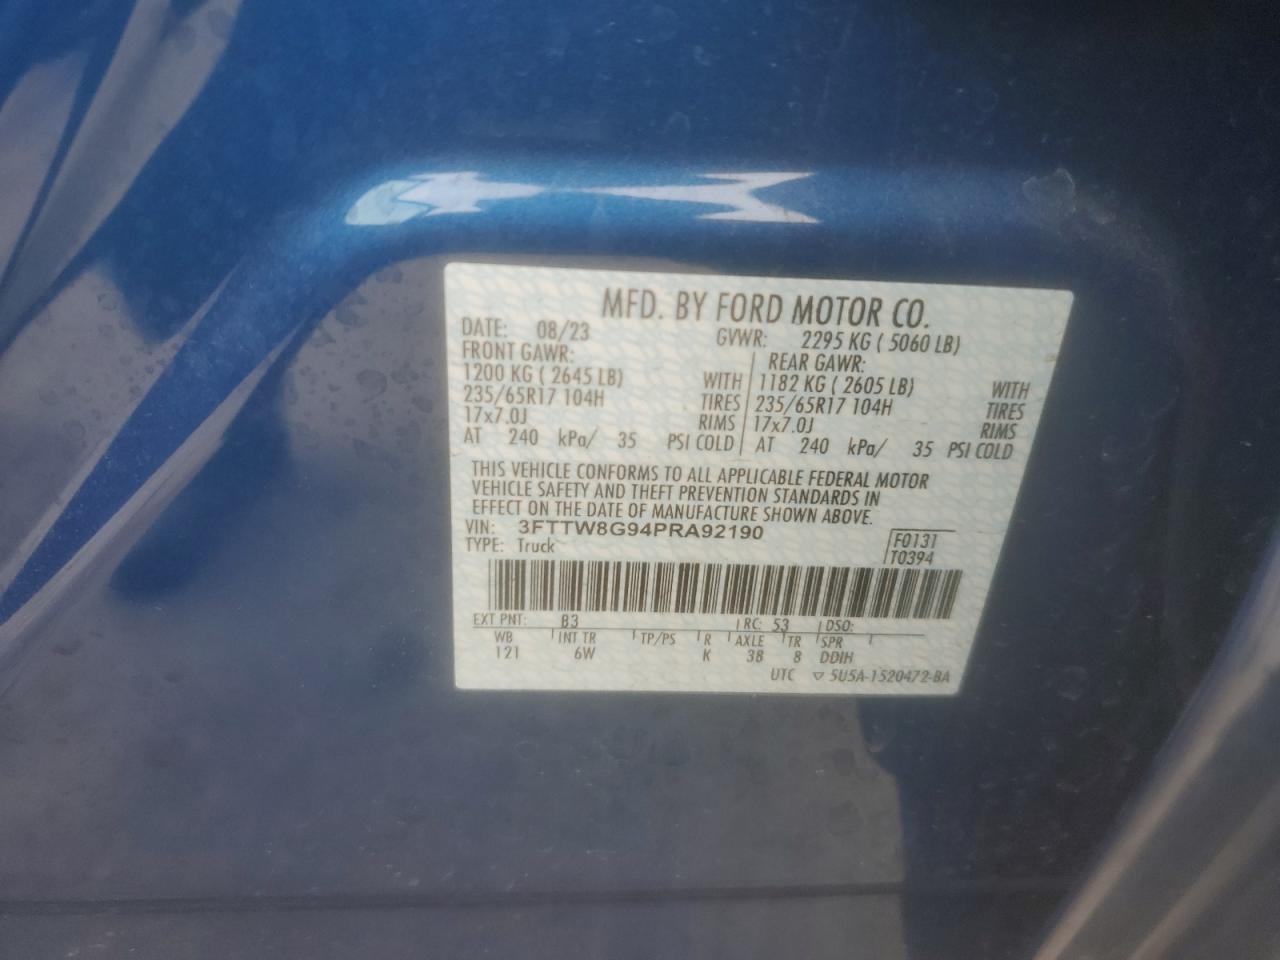 MFD. BY FORD MOTOR CO.
DATE: 08/23 GVWR: 2295 KG ( 5060 LB)
FRONT GAWR: REAR GAWR:
1200 KG ( 2645 LB) WITH 1182 KG ( 2605 LB) WITH
235/65R17 104H TIRES 235/65R17 104H TIRES
17x7.0J RIMS 17x7.0J RIMS
AT 240 kPa/ 35 PSI COLD AT 240 kPa/ 35 PSI COLD
THIS VEHICLE CONFORMS TO ALL APPLICABLE FEDERAL MOTOR
VEHICLE SAFETY AND THEFT PREVENTION STANDARDS IN
EFFECT ON THE DATE OF MANUFACTURE SHOWN ABOVE.
VIN: 3FTTW8G94PRA92190
TYPE: Truck
F0131
T0394
EXT PNT: B3 RC: 53 DSO:
WB INT TR TP/PS R AXLE TR SPR
121 6W K 3B 8 DDIH
UTC ▽ 5U5A-1520472-BA